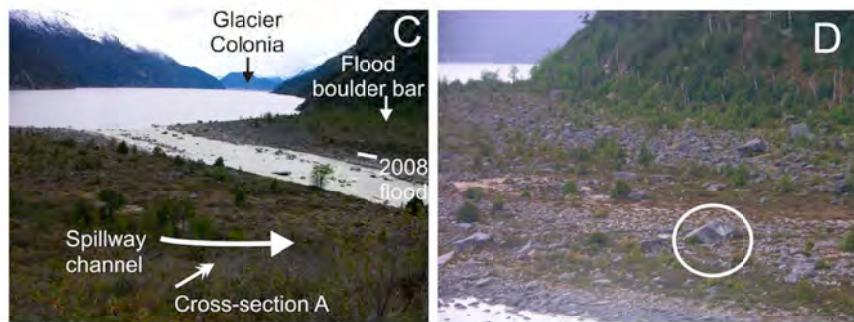 Glacier
Colonia
C
Flood
boulder bar
2008
flood
Spillway
channel
Cross-section A
D